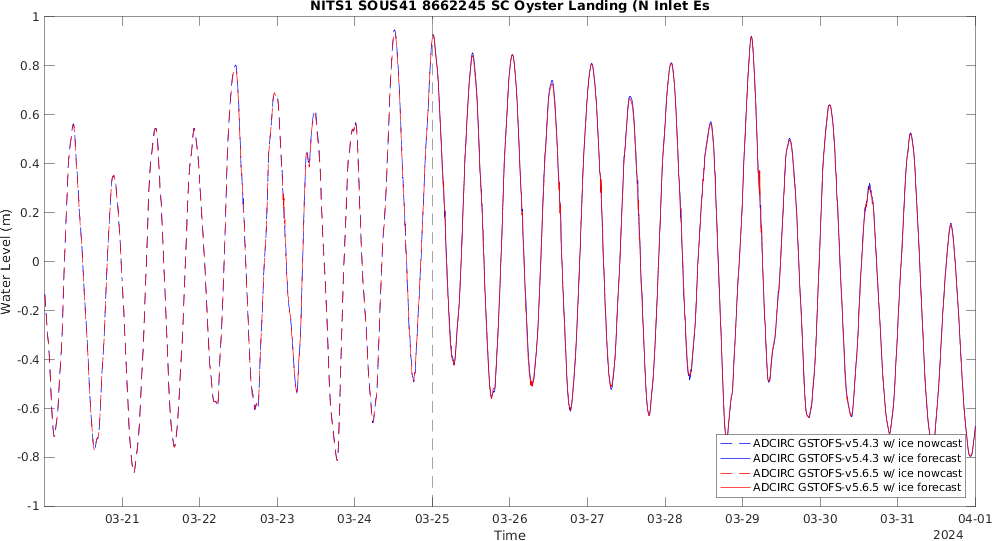 NITS1 SOUS41 8662245 SC Oyster Landing (N Inlet Es
1
0.8
0.6
0.4
0.2
0
-0.2
-0.4
-0.6
-0.8
-1
Water Level (m)
ADCIRC GSTOFS-v5.4.3 w/ ice nowcast
ADCIRC GSTOFS-v5.4.3 w/ ice forecast
ADCIRC GSTOFS-v5.6.5 w/ ice nowcast
ADCIRC GSTOFS-v5.6.5 w/ ice forecast
03-21 03-22 03-23 03-24 03-25 03-26 03-27 03-28 03-29 03-30 03-31 04-01
Time
2024